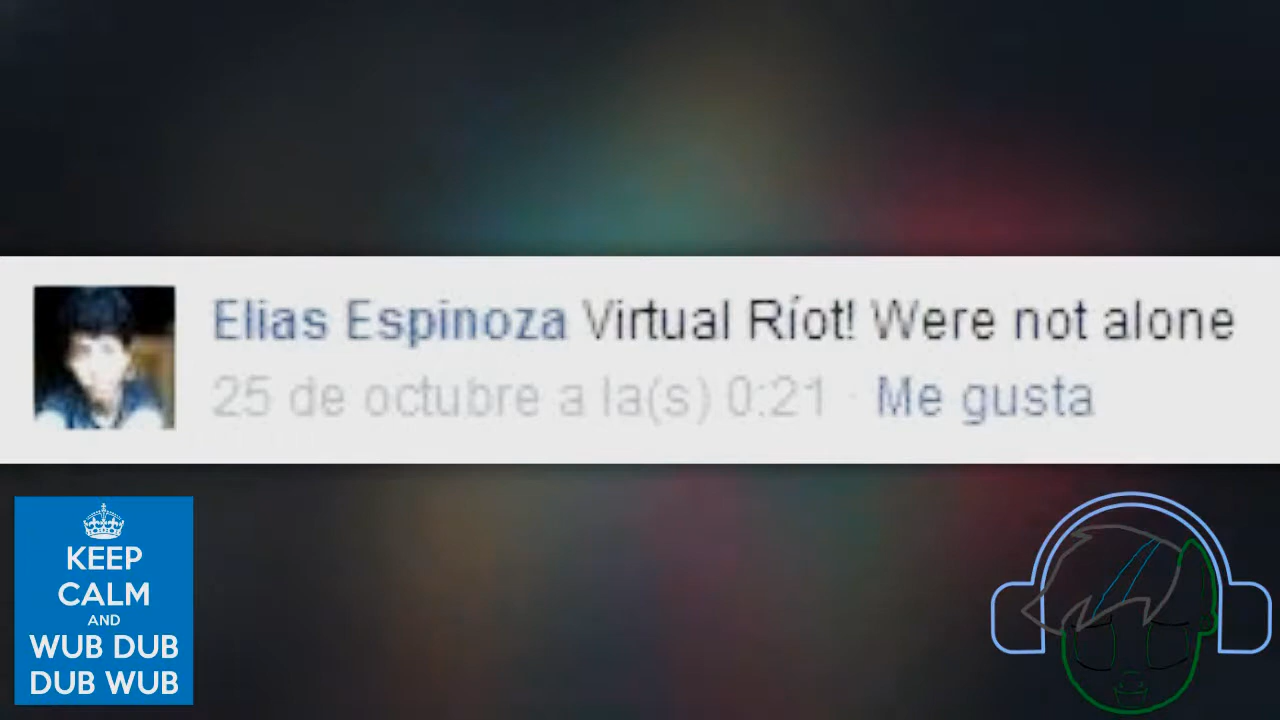 Elias Espinoza Virtual Ríot! Were not alone
25 de octubre a la(s) 0:21 · Me gusta
KEEP
CALM
AND
WUB DUB
DUB WUB